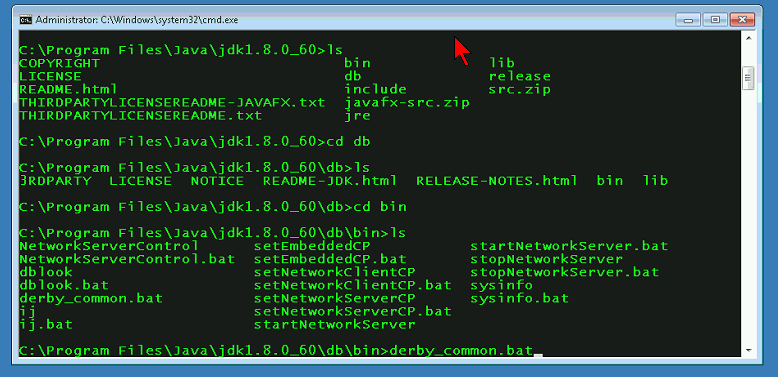 Administrator: C:\Windows\system32\cmd.exe
C:\Program Files\Java\jdk1.8.0_60>ls
COPYRIGHT bin lib
LICENSE db release
README.html include src.zip
THIRDPARTYLICENSEREADME-JAVAFX.txt javafx-src.zip
THIRDPARTYLICENSEREADME.txt jre
C:\Program Files\Java\jdk1.8.0_60>cd db
C:\Program Files\Java\jdk1.8.0_60\db>ls
3RDPARTY LICENSE NOTICE README-JDK.html RELEASE-NOTES.html bin lib
C:\Program Files\Java\jdk1.8.0_60\db>cd bin
C:\Program Files\Java\jdk1.8.0_60\db\bin>ls
NetworkServerControl setEmbeddedCP startNetworkServer.bat
NetworkServerControl.bat setEmbeddedCP.bat stopNetworkServer
dblook setNetworkClientCP stopNetworkServer.bat
dblook.bat setNetworkClientCP.bat sysinfo
derby_common.bat setNetworkServerCP sysinfo.bat
ij setNetworkServerCP.bat
ij.bat startNetworkServer
C:\Program Files\Java\jdk1.8.0_60\db\bin>derby_common.bat